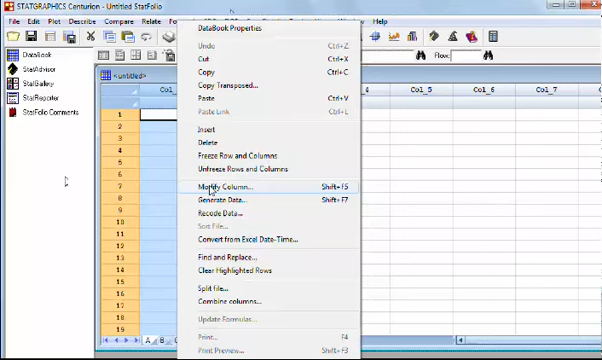 STATGRAPHICS Centurion - Untitled StatFolio
File Edit Plot Describe Compare Relate Help
DataBook
StatAdvisor
StatGallery
StatReporter
StatFolio Comments
<untitled>
Row:
Col_4 Col_5 Col_6 Col_7
1
2
3
4
5
6
7
8
9
10
11
12
13
14
15
16
17
18
19
A B
DataBook Properties
Undo Ctrl+Z
Cut Ctrl+X
Copy Ctrl+C
Copy Transposed...
Paste Ctrl+V
Paste Link Ctrl+L
Insert
Delete
Freeze Row and Columns
Unfreeze Rows and Columns
Modify Column... Shift+F5
Generate Data... Shift+F7
Recode Data...
Sort File...
Convert from Excel Date-Time...
Find and Replace...
Clear Highlighted Rows
Split file...
Combine columns...
Update Formulas...
Print... F4
Print Preview... Shift+F3